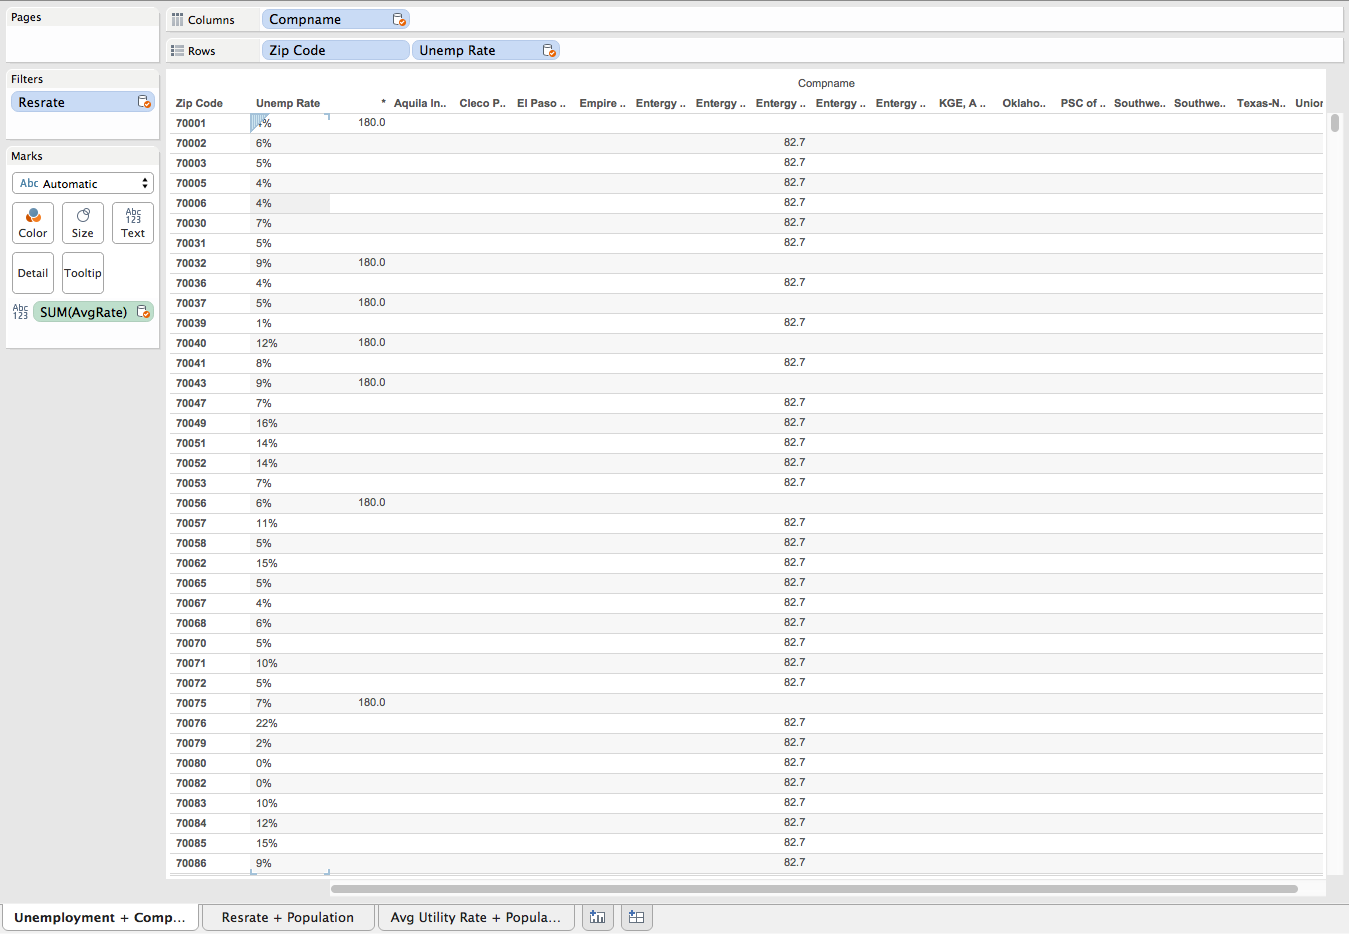 Pages
Columns
Compname
Rows
Zip Code Unemp Rate
Filters
Resrate
Marks
Abc Automatic
Color Size Abc 123 Text
Detail Tooltip
Abc 123 SUM(AvgRate)
Compname
Zip Code Unemp Rate * Aquila In.. Cleco P.. El Paso .. Empire .. Entergy .. Entergy .. Entergy .. Entergy .. Entergy .. KGE, A .. Oklaho.. PSC of .. Southwe.. Southwe.. Texas-N.. Union
70001 4% 180.0
70002 6% 82.7
70003 5% 82.7
70005 4% 82.7
70006 4% 82.7
70030 7% 82.7
70031 5% 82.7
70032 9% 180.0
70036 4% 82.7
70037 5% 180.0
70039 1% 82.7
70040 12% 180.0
70041 8% 82.7
70043 9% 180.0
70047 7% 82.7
70049 16% 82.7
70051 14% 82.7
70052 14% 82.7
70053 7% 82.7
70056 6% 180.0
70057 11% 82.7
70058 5% 82.7
70062 15% 82.7
70065 5% 82.7
70067 4% 82.7
70068 6% 82.7
70070 5% 82.7
70071 10% 82.7
70072 5% 82.7
70075 7% 180.0
70076 22% 82.7
70079 2% 82.7
70080 0% 82.7
70082 0% 82.7
70083 10% 82.7
70084 12% 82.7
70085 15% 82.7
70086 9% 82.7
Unemployment + Comp... Resrate + Population Avg Utility Rate + Popula...